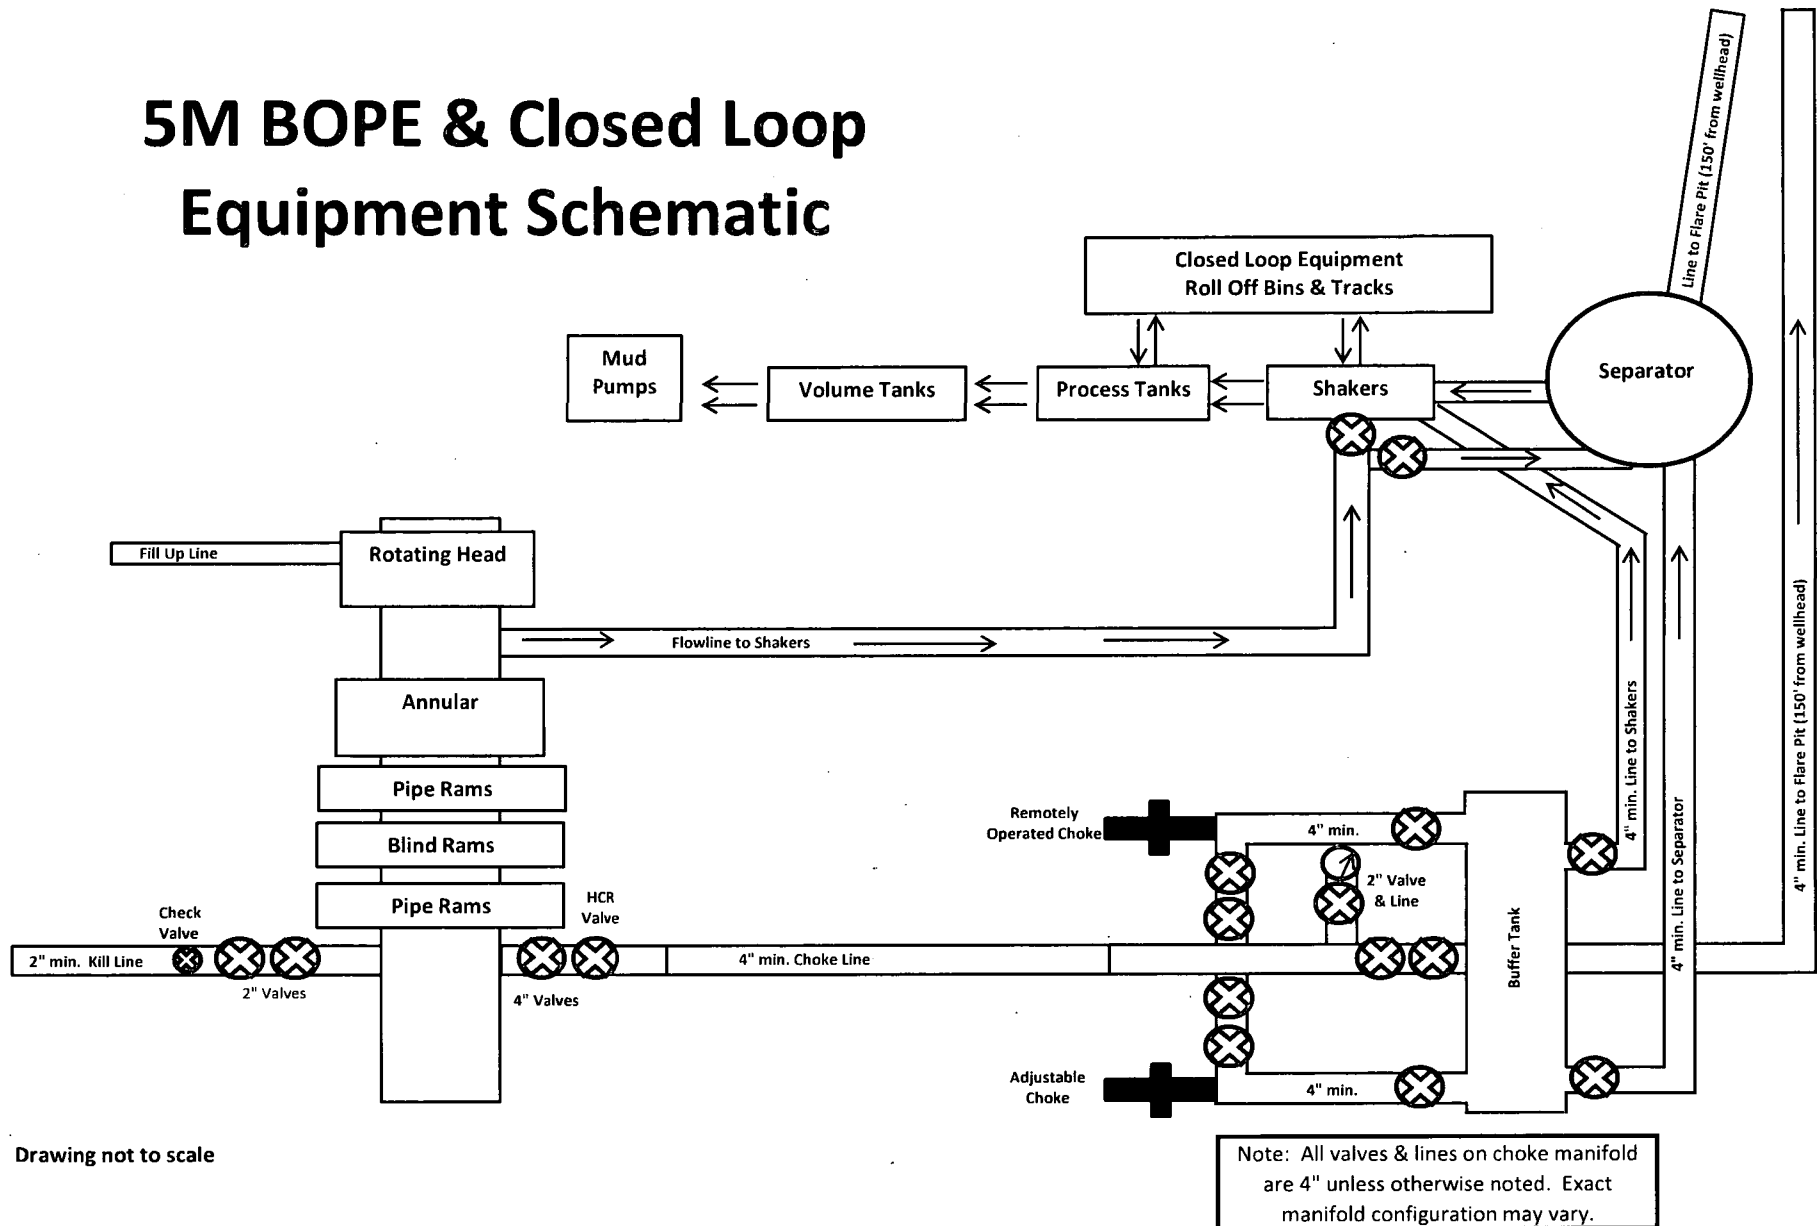 5M BOPE & Closed Loop
Equipment Schematic
Line to Flare Pit (150' from wellhead)
Closed Loop Equipment
Roll Off Bins & Tracks
Mud
Pumps
Volume Tanks
Process Tanks
Shakers
Separator
Fill Up Line
Rotating Head
Flowline to Shakers
Annular
Pipe Rams
Blind Rams
Pipe Rams
HCR
Valve
Check
Valve
2" min. Kill Line
2" Valves
4" Valves
4" min. Choke Line
Remotely
Operated Choke
4" min.
2" Valve
& Line
Buffer Tank
4" min. Line to Shakers
4" min. Line to Separator
4" min. Line to Flare Pit (150' from wellhead)
Adjustable
Choke
4" min.
Drawing not to scale
Note: All valves & lines on choke manifold
are 4" unless otherwise noted. Exact
manifold configuration may vary.